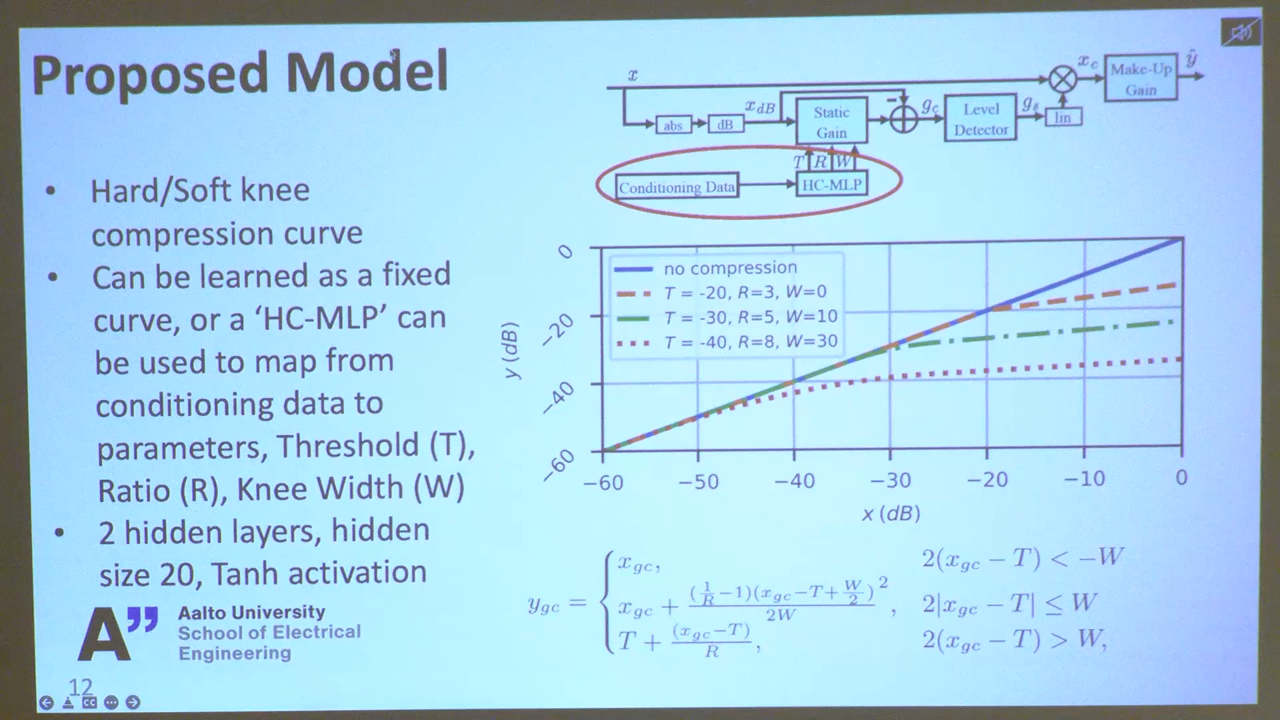 Proposed Model
• Hard/Soft knee
compression curve
• Can be learned as a fixed
curve, or a ‘HC-MLP’ can
be used to map from
conditioning data to
parameters, Threshold (T),
Ratio (R), Knee Width (W)
• 2 hidden layers, hidden
size 20, Tanh activation
A”
Aalto University
School of Electrical
Engineering
12
x
abs
dB
x_dB
Static
Gain
−
g_c
Level
Detector
g_s
lin
x_c
Make-Up
Gain
ŷ
T R W
Conditioning Data
HC-MLP
no compression
T = -20, R=3, W=0
T = -30, R=5, W=10
T = -40, R=8, W=30
y (dB)
0
−20
−40
−60
−60 −50 −40 −30 −20 −10 0
x (dB)
y_gc = { x_gc, 2(x_gc − T) < −W
x_gc + ((1/R −1)(x_gc−T+W/2)^2)/2W, 2|x_gc − T| ≤ W
T + (x_gc−T)/R, 2(x_gc − T) > W,